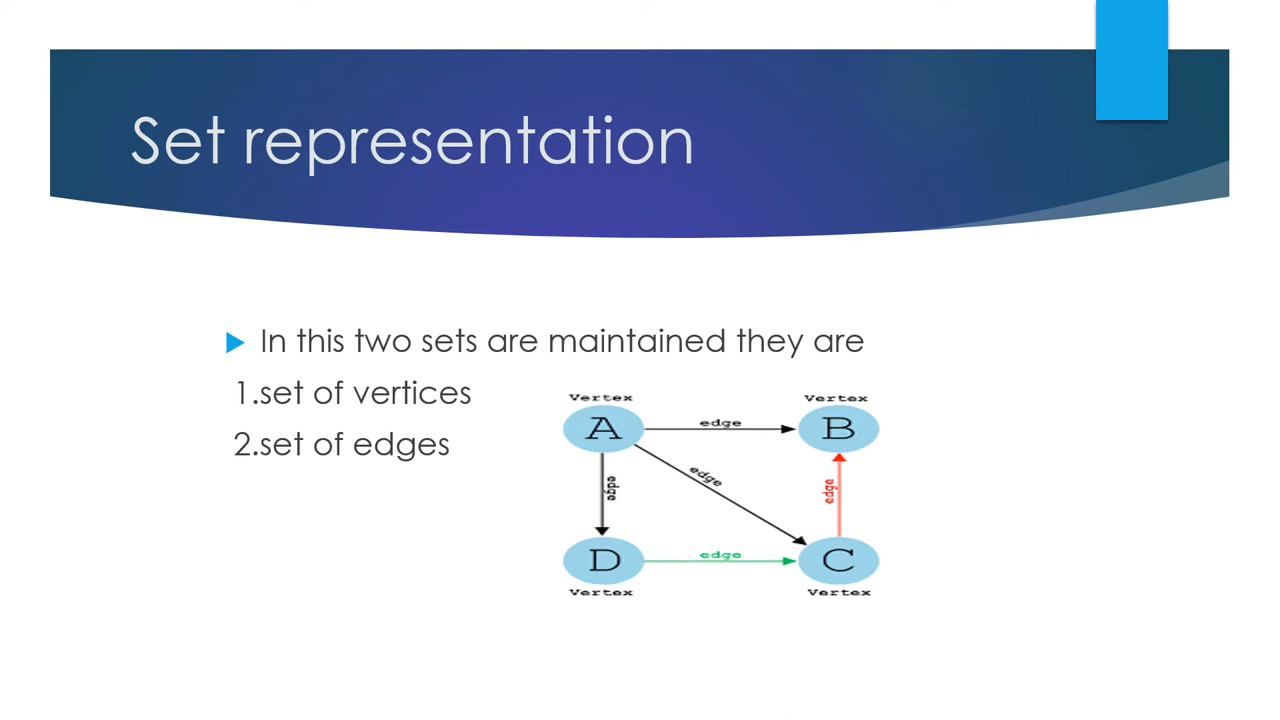 Set representation
In this two sets are maintained they are
1.set of vertices
2.set of edges
Vertex
Vertex
A
edge
B
edge
edge
edge
D
edge
C
Vertex
Vertex